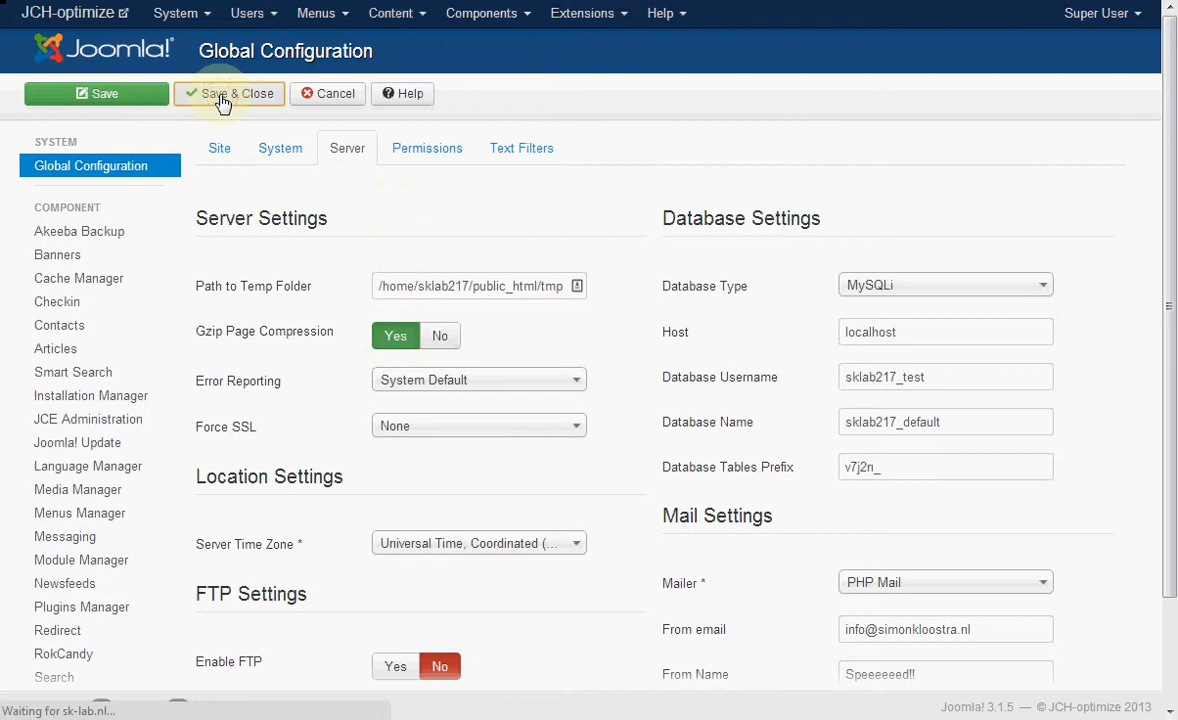 JCH-optimize System Users Menus Content Components Extensions Help Super User
Joomla!® Global Configuration
Save Save & Close Cancel Help
SYSTEM
Global Configuration
COMPONENT
Akeeba Backup
Banners
Cache Manager
Checkin
Contacts
Articles
Smart Search
Installation Manager
JCE Administration
Joomla! Update
Language Manager
Media Manager
Menus Manager
Messaging
Module Manager
Newsfeeds
Plugins Manager
Redirect
RokCandy
Search
Site System Server Permissions Text Filters
Server Settings
Path to Temp Folder /home/sklab217/public_html/tmp
Gzip Page Compression Yes No
Error Reporting System Default
Force SSL None
Location Settings
Server Time Zone * Universal Time, Coordinated (...
FTP Settings
Enable FTP Yes No
Database Settings
Database Type MySQLi
Host localhost
Database Username sklab217_test
Database Name sklab217_default
Database Tables Prefix v7j2n_
Mail Settings
Mailer * PHP Mail
From email info@simonkloostra.nl
From Name Speeeeeed!!
Waiting for sk-lab.nl...
Joomla! 3.1.5 — © JCH-optimize 2013